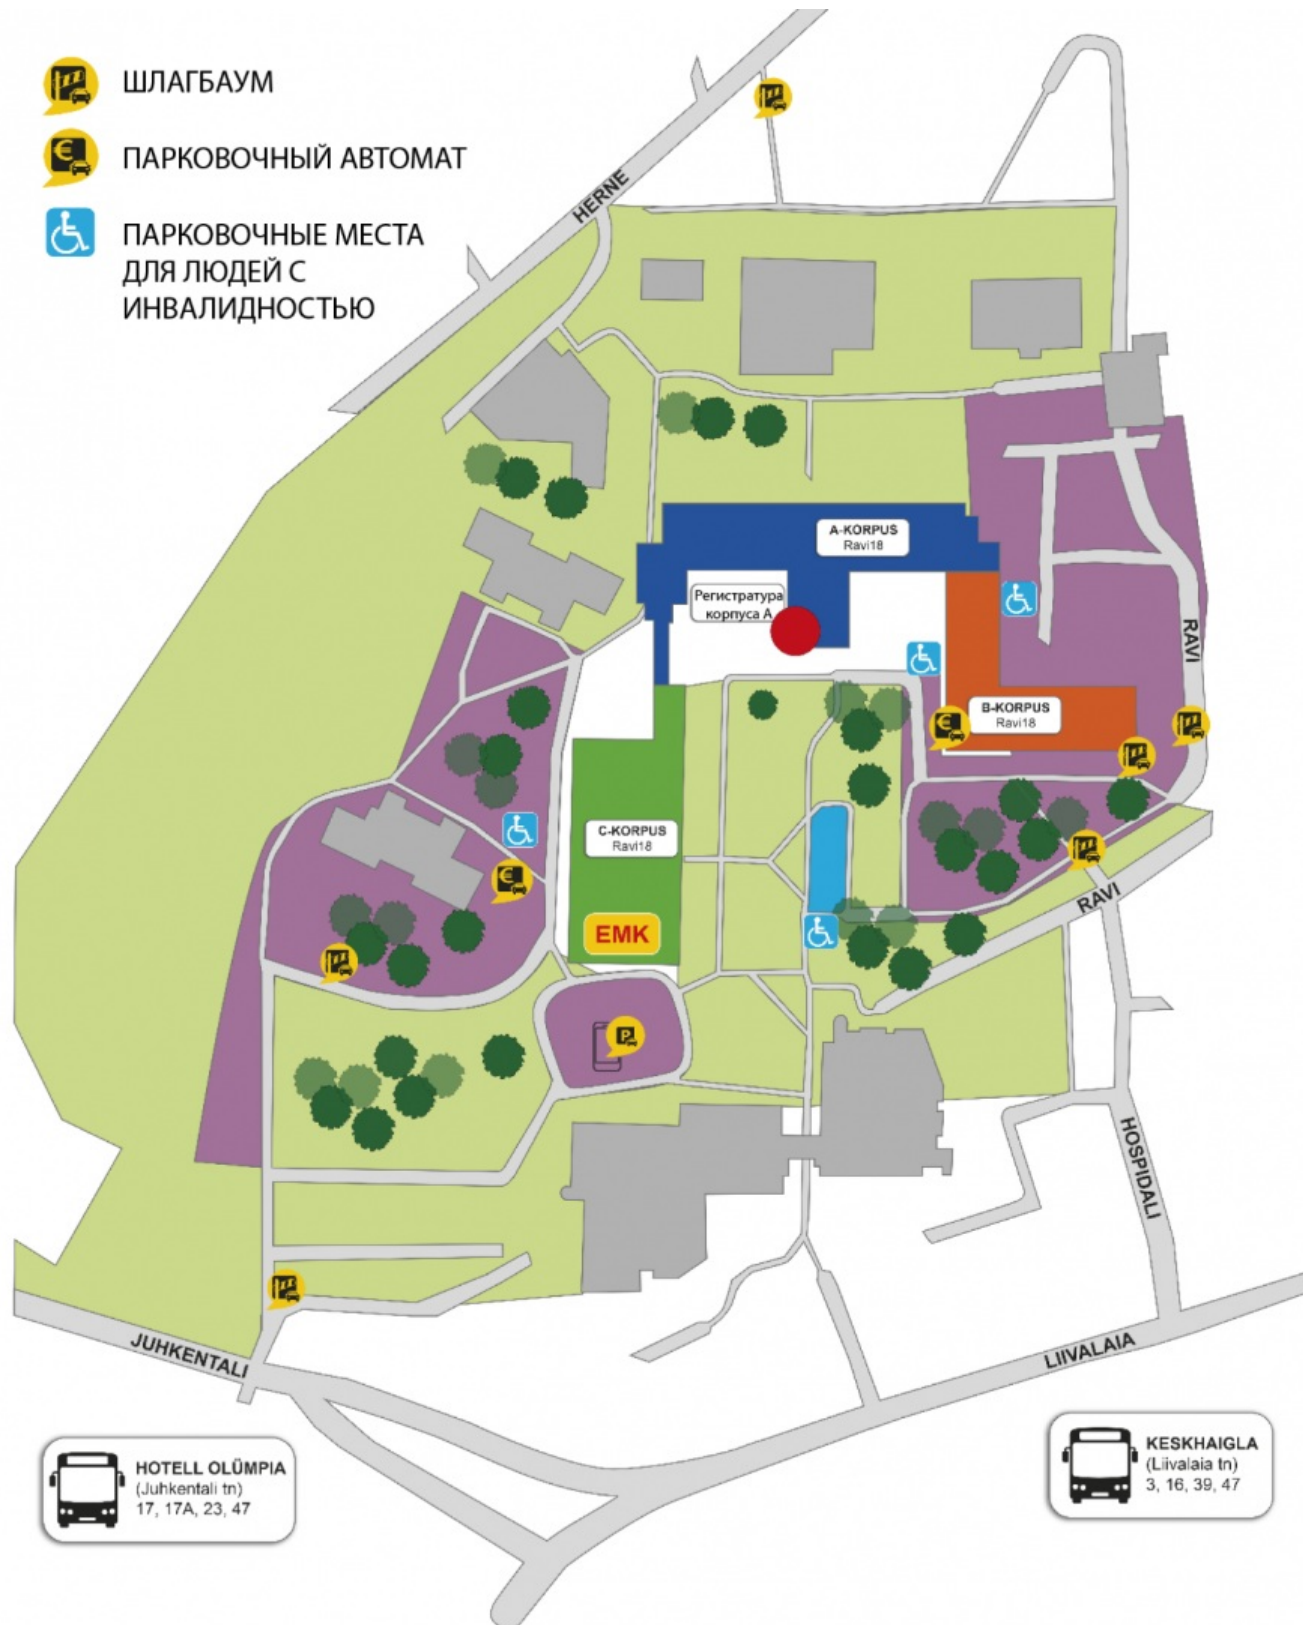 ШЛАГБАУМ
ПАРКОВОЧНЫЙ АВТОМАТ
ПАРКОВОЧНЫЕ МЕСТА
ДЛЯ ЛЮДЕЙ С
ИНВАЛИДНОСТЬЮ
HERNE
A-KORPUS
Ravi18
Регистратура
корпуса А
RAVI
B-KORPUS
Ravi18
C-KORPUS
Ravi18
RAVI
EMK
P
HOSPIDALI
JUHKENTALI
LIIVALAIA
HOTELL OLÜMPIA
(Juhkentali tn)
17, 17A, 23, 47
KESKHAIGLA
(Liivalaia tn)
3, 16, 39, 47